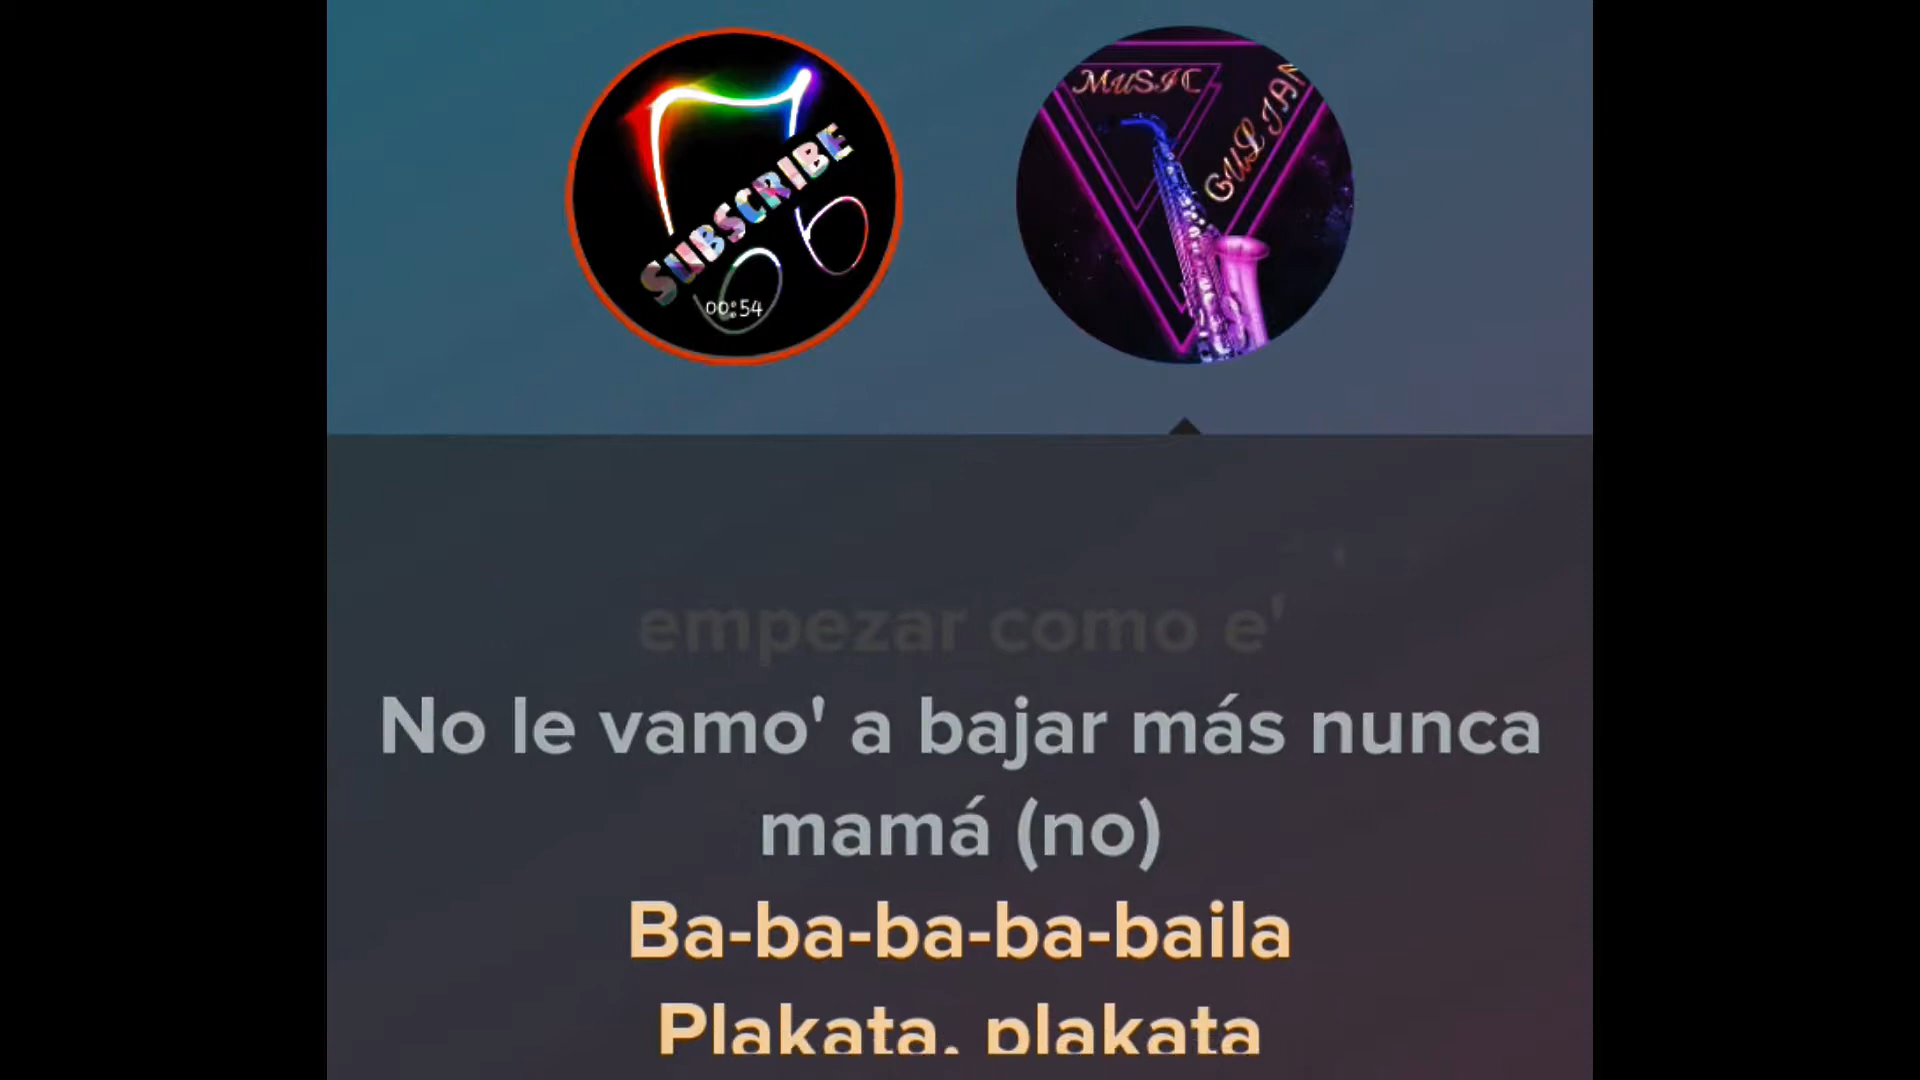 SUBSCRIBE
00:54
MUSIC
GULIAN
empezar como e'
No le vamo' a bajar más nunca
mamá (no)
Ba-ba-ba-ba-baila
Plakata, plakata